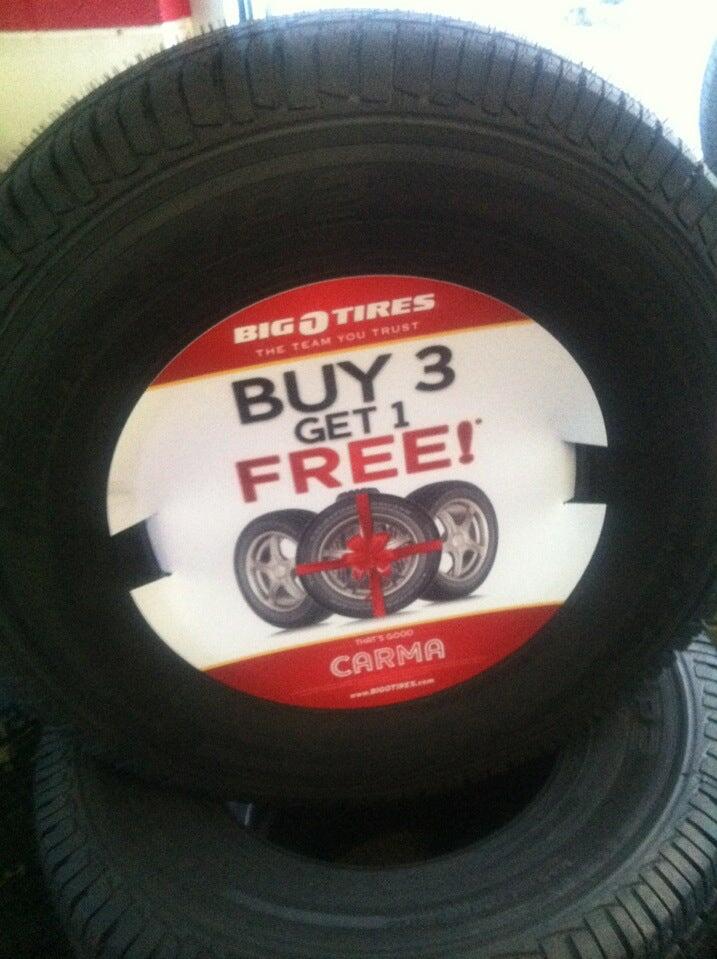 BIG O TIRES
THE TEAM YOU TRUST
BUY 3
GET 1
FREE!*
THAT'S GOOD
CARMA
www.BIGOTIRES.com